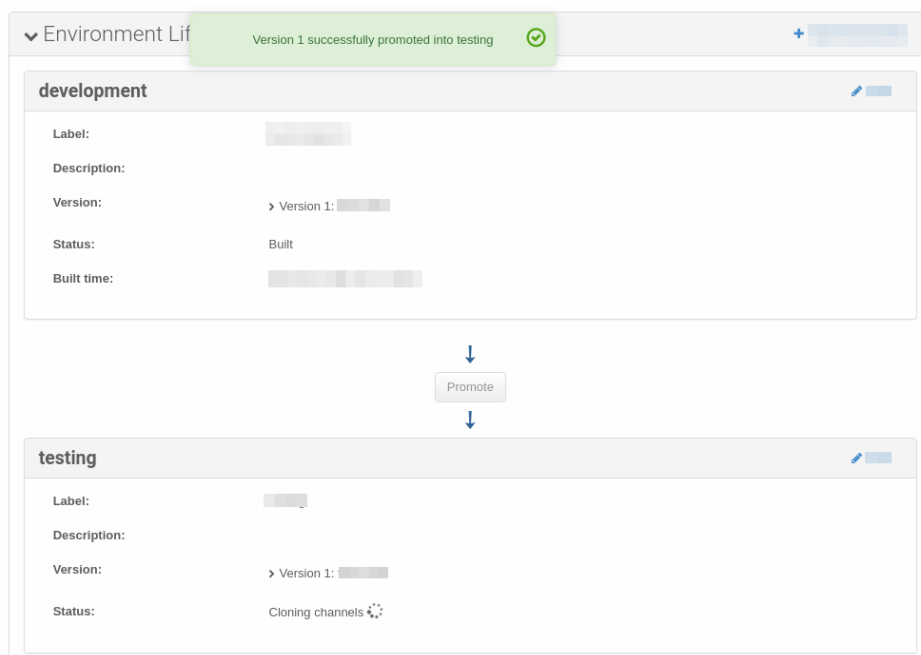 Environment Lif
Version 1 successfully promoted into testing
development
Label:
Description:
Version:
Version 1:
Status:
Built
Built time:
Promote
testing
Label:
Description:
Version:
Version 1:
Status:
Cloning channels